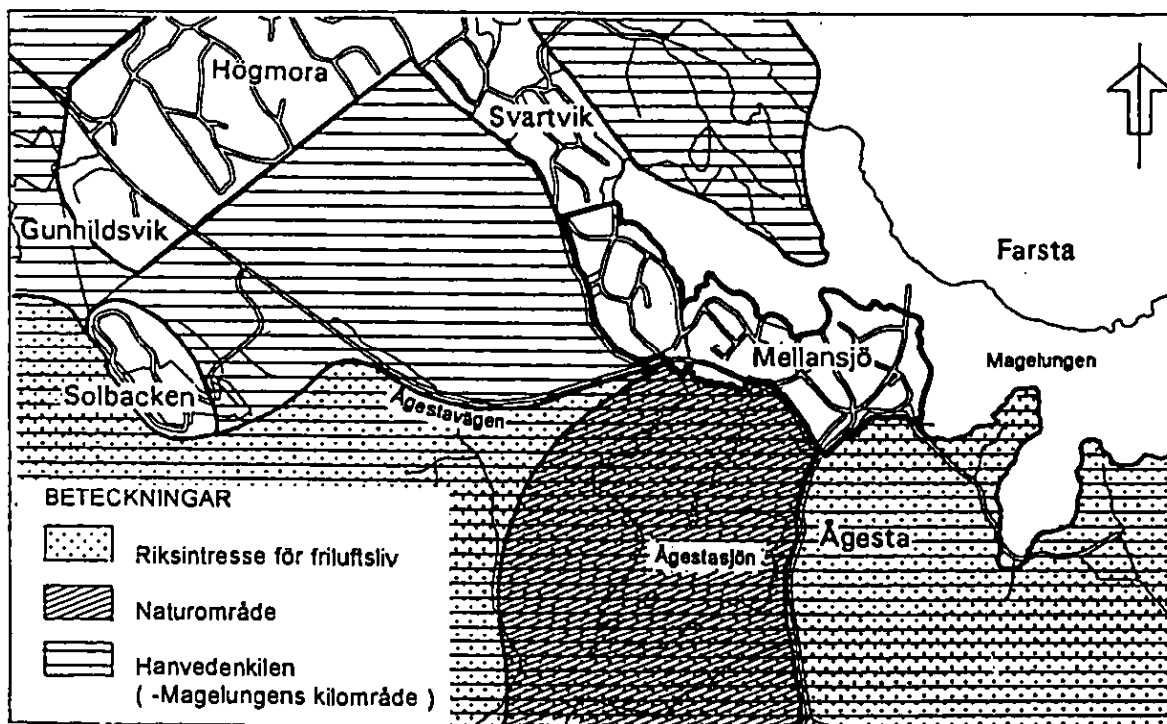 Högmora
Svartvik
Gunhildsvik
Farsta
Mellansjö
Magelungen
Solbacken
Ågestavägen
Ågesta
Ågestasjön
BETECKNINGAR
Riksintresse för friluftsliv
Naturområde
Hanvedenkilen
( -Magelungens kilområde )